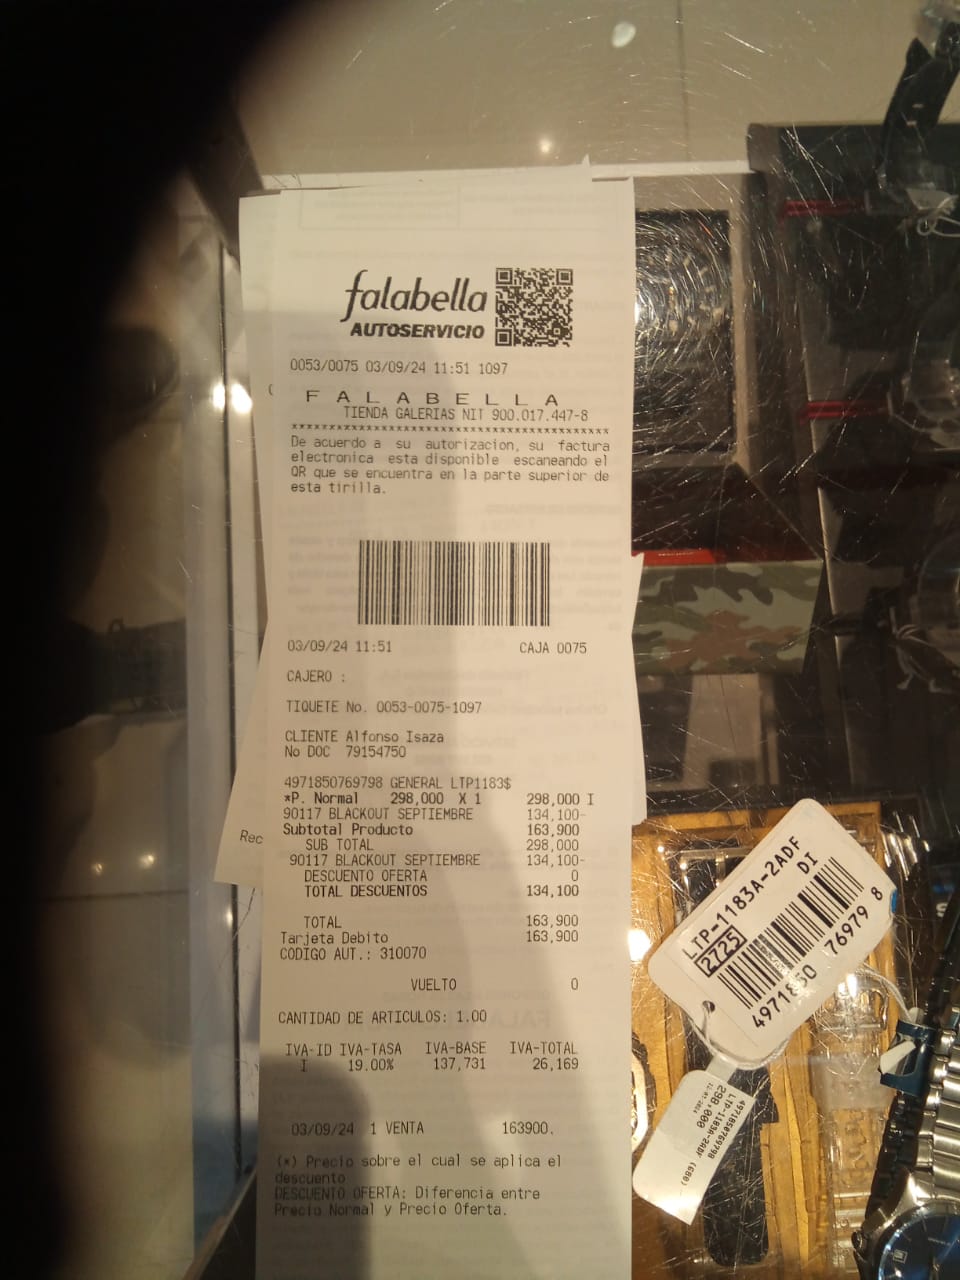 falabella
AUTOSERVICIO
0053/0075 03/09/24 11:51 1097
F A L A B E L L A
TIENDA GALERIAS NIT 900.017.447-8
****************************************
De acuerdo a su autorizacion, su factura
electronica esta disponible escaneando el
QR que se encuentra en la parte superior de
esta tirilla.
03/09/24 11:51 CAJA 0075
CAJERO :
TIQUETE No. 0053-0075-1097
CLIENTE Alfonso Isaza
No DOC 79154750
4971850769798 GENERAL LTP1183$
*P. Normal 298,000 X 1 298,000 I
90117 BLACKOUT SEPTIEMBRE 134,100-
Subtotal Producto 163,900
SUB TOTAL 298,000
90117 BLACKOUT SEPTIEMBRE 134,100-
DESCUENTO OFERTA 0
TOTAL DESCUENTOS 134,100
TOTAL 163,900
Tarjeta Debito 163,900
CODIGO AUT.: 310070
VUELTO 0
CANTIDAD DE ARTICULOS: 1.00
IVA-ID IVA-TASA IVA-BASE IVA-TOTAL
I 19.00% 137,731 26,169
03/09/24 1 VENTA 163900.
(*) Precio sobre el cual se aplica el
descuento
DESCUENTO OFERTA: Diferencia entre
Precio Normal y Precio Oferta.
Rec
LTP-1183A-2ADF
2725 DI
4971850 76979 8
4971850769798
LTP-1183A-2ADF (680)
298,000